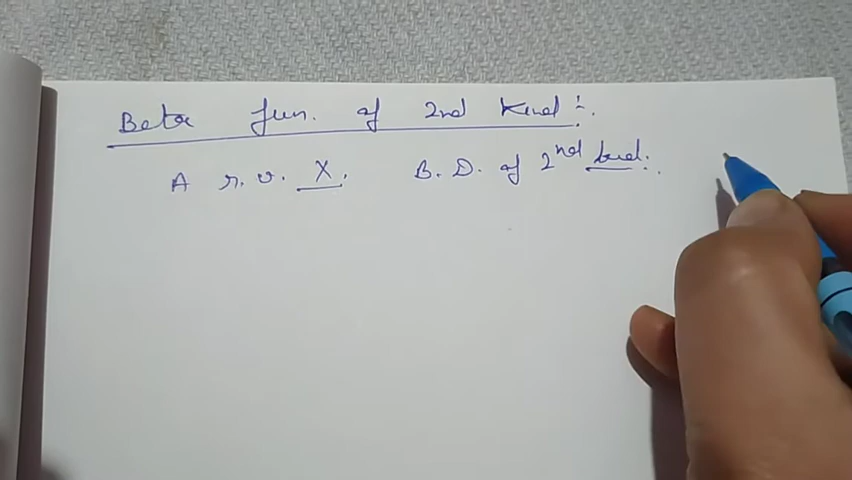 Beta fun. of 2nd Kind :-.
A r.v. X. B.D. of 2nd kind.